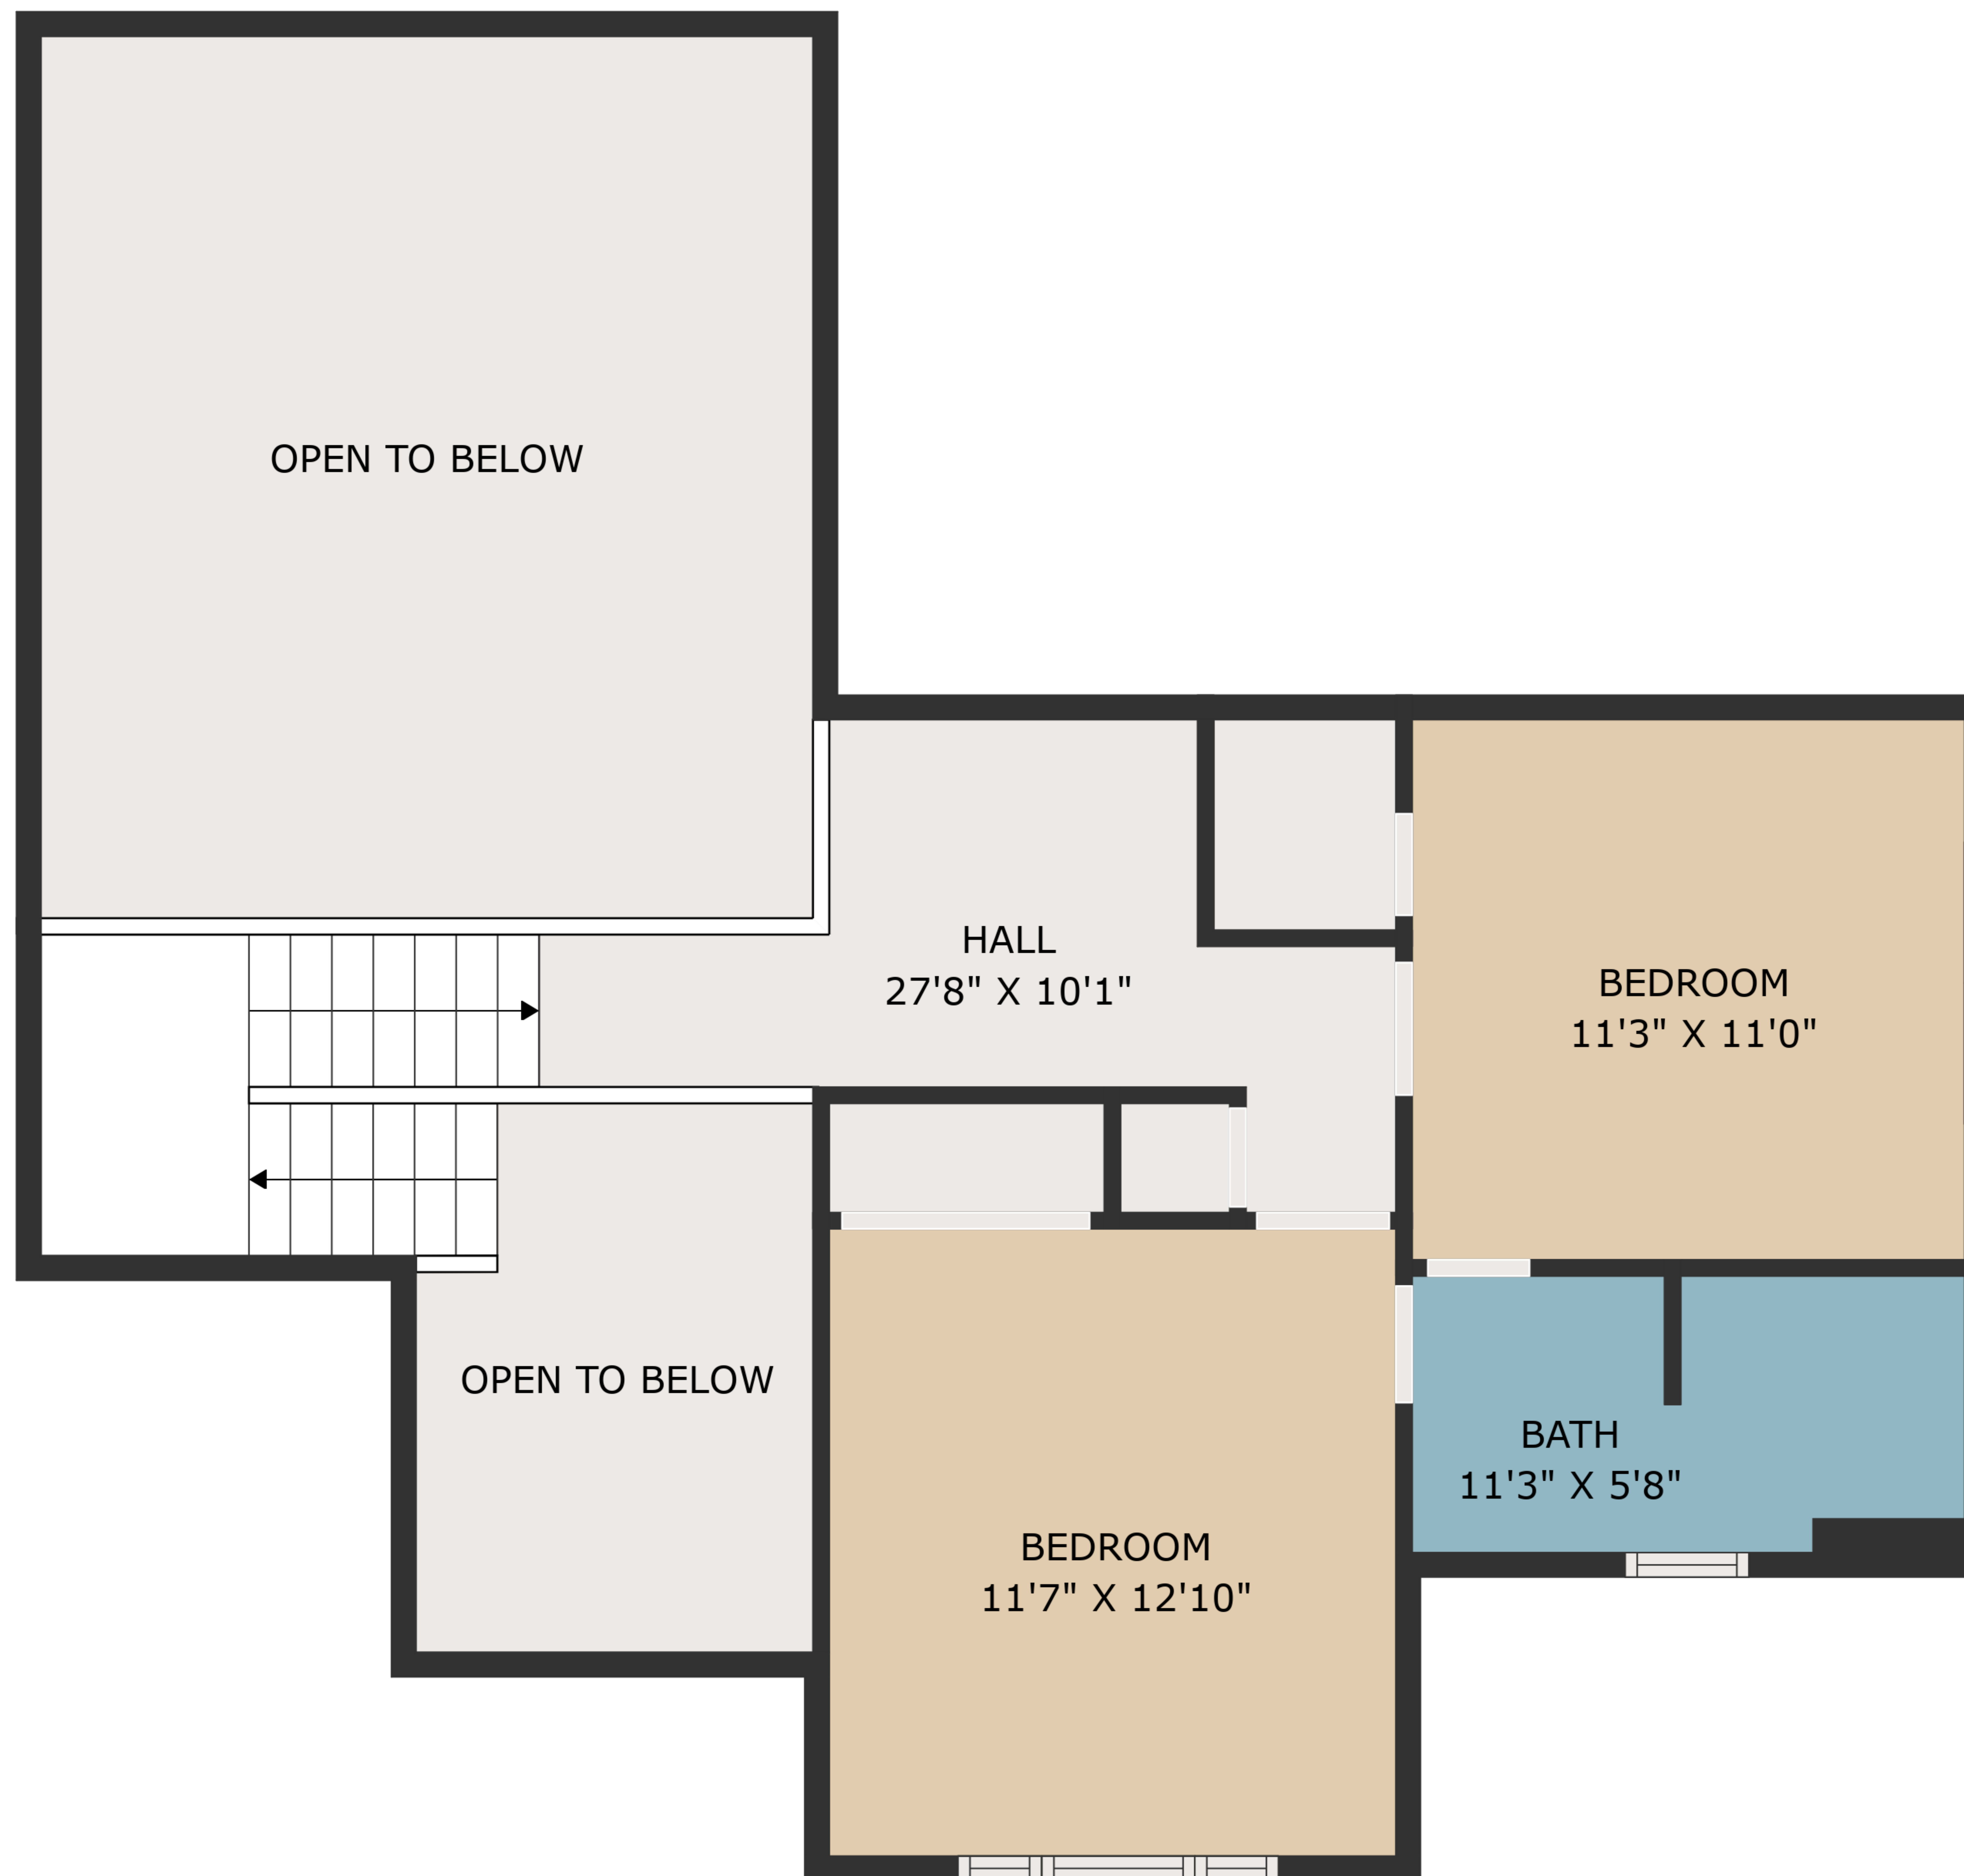 OPEN TO BELOW
HALL
27'8" X 10'1"
BEDROOM
11'3" X 11'0"
OPEN TO BELOW
BATH
11'3" X 5'8"
BEDROOM
11'7" X 12'10"